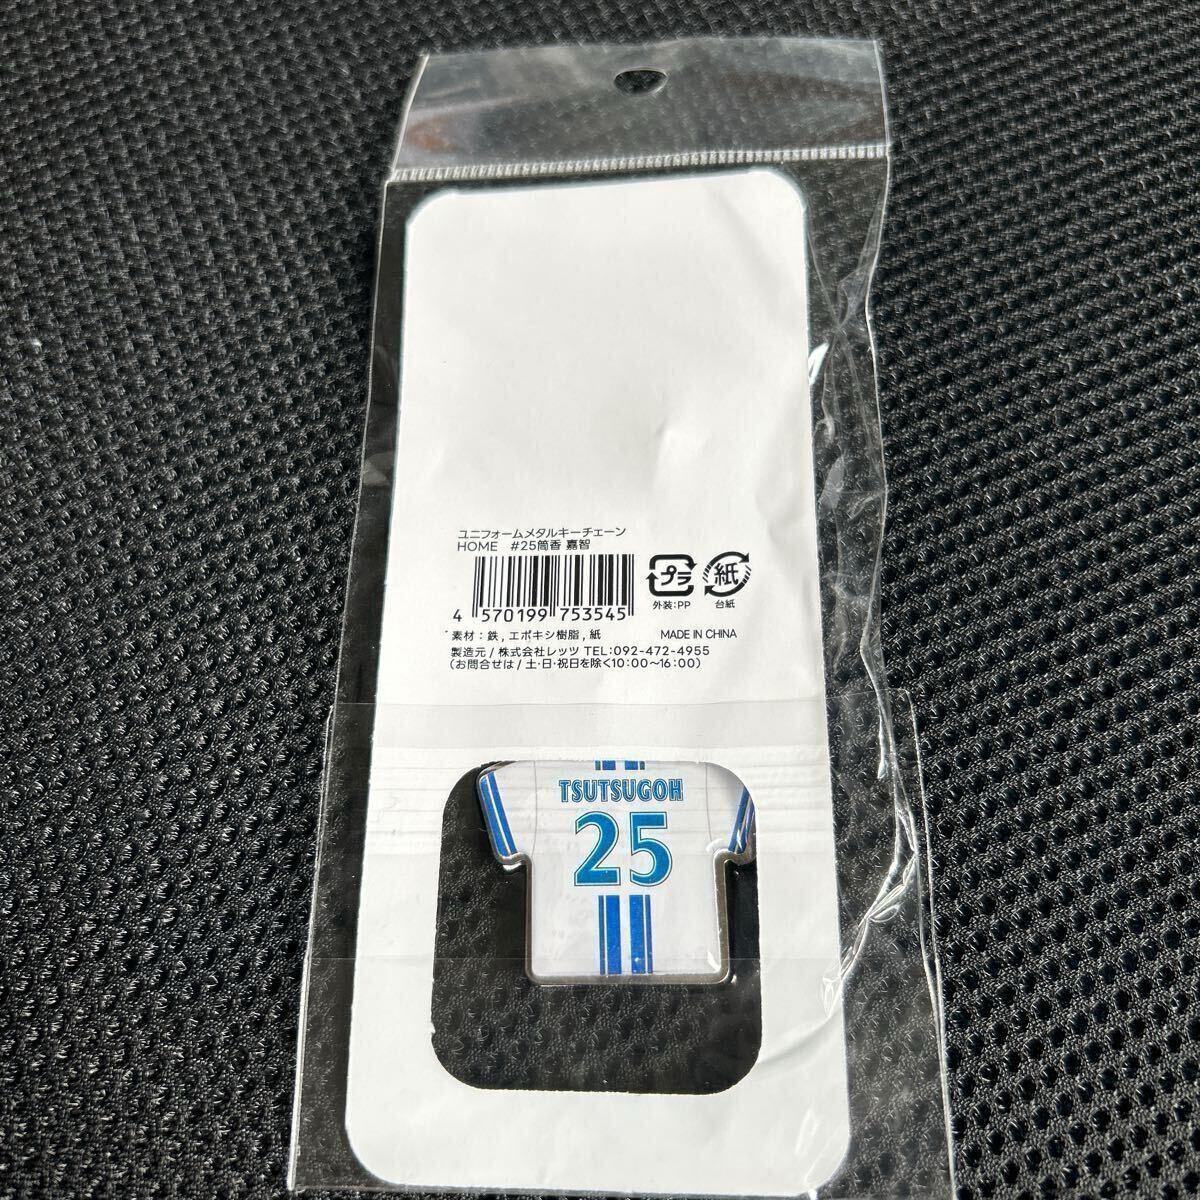 ユニフォームメタルキーチェーン
HOME #25筒香 嘉智
4 570199 753545
プラ
外装:PP
紙
台紙
素材:鉄,エポキシ樹脂,紙 MADE IN CHINA
製造元/株式会社レッツ TEL:092-472-4955
(お問合せは/土・日・祝日を除く10:00～16:00)
TSUTSUGOH
25